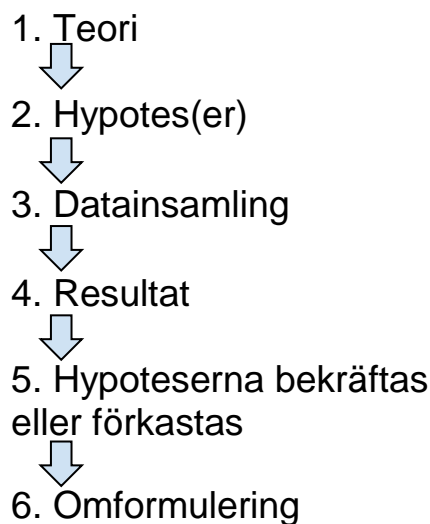 1. Teori
2. Hypotes(er)
3. Datainsamling
4. Resultat
5. Hypoteserna bekräftas
eller förkastas
6. Omformulering